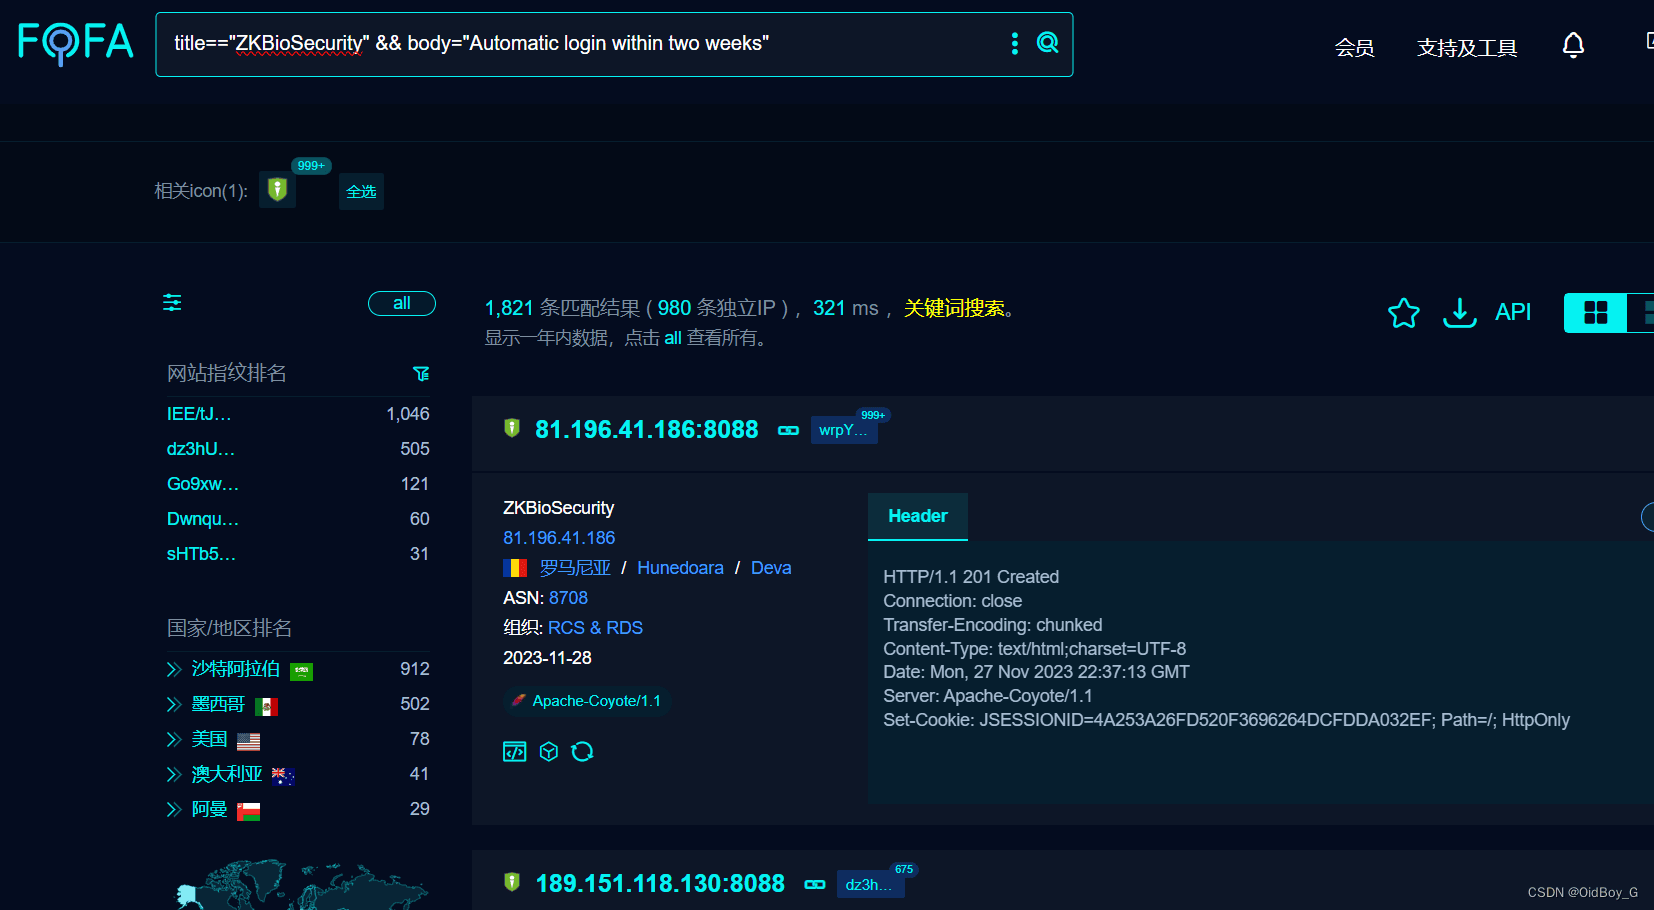 FOFA
title=="ZKBioSecurity" && body="Automatic login within two weeks"
会员
支持及工具
相关icon(1):
999+
全选
all
1,821 条匹配结果 ( 980 条独立IP ) ，321 ms ，关键词搜索。
显示一年内数据，点击 all 查看所有。
API
网站指纹排名
IEE/tJ… 1,046
dz3hU… 505
Go9xw… 121
Dwnqu… 60
sHTb5… 31
国家/地区排名
沙特阿拉伯 912
墨西哥 502
美国 78
澳大利亚 41
阿曼 29
81.196.41.186:8088
wrpY…
999+
ZKBioSecurity
81.196.41.186
罗马尼亚 / Hunedoara / Deva
ASN: 8708
组织: RCS & RDS
2023-11-28
Apache-Coyote/1.1
Header
HTTP/1.1 201 Created
Connection: close
Transfer-Encoding: chunked
Content-Type: text/html;charset=UTF-8
Date: Mon, 27 Nov 2023 22:37:13 GMT
Server: Apache-Coyote/1.1
Set-Cookie: JSESSIONID=4A253A26FD520F3696264DCFDDA032EF; Path=/; HttpOnly
189.151.118.130:8088
dz3h…
675
CSDN @OidBoy_G